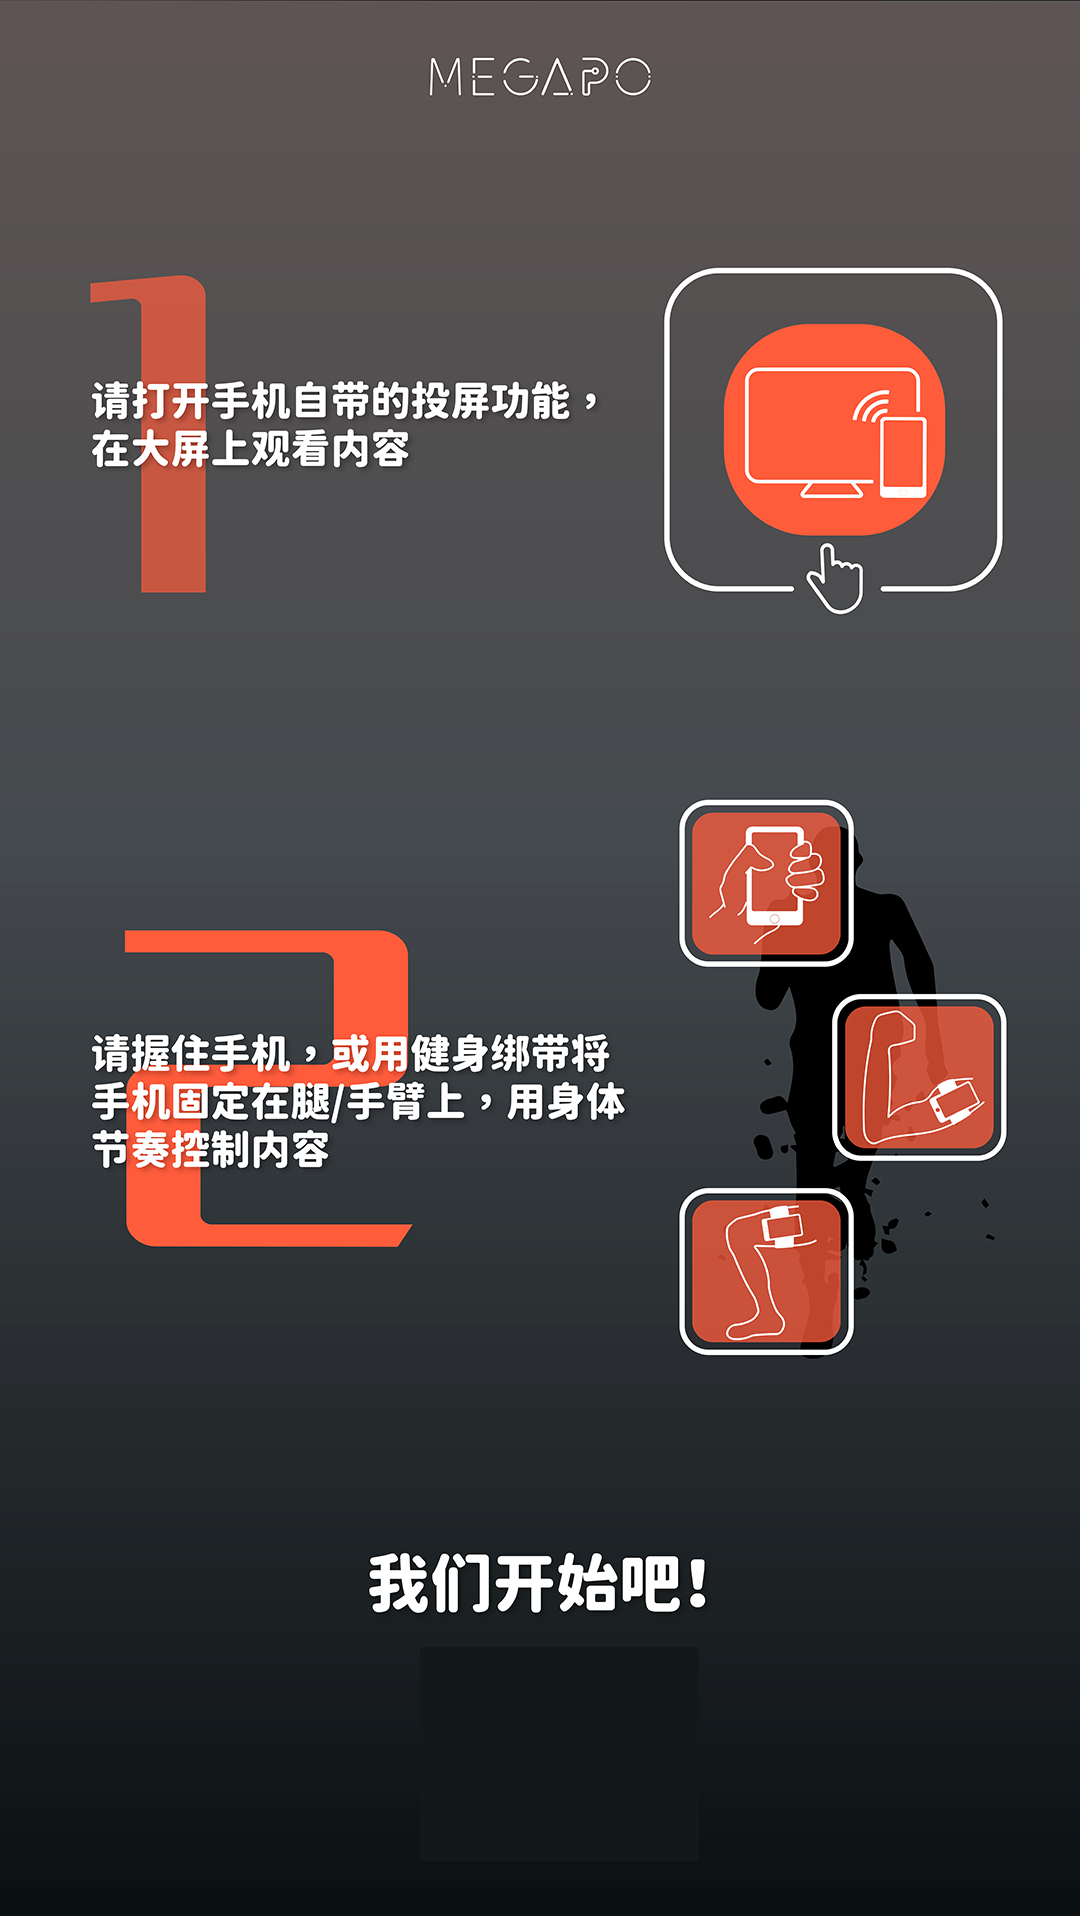 MEGAPO
1
请打开手机自带的投屏功能，
在大屏上观看内容
2
请握住手机，或用健身绑带将
手机固定在腿/手臂上，用身体
节奏控制内容
我们开始吧！